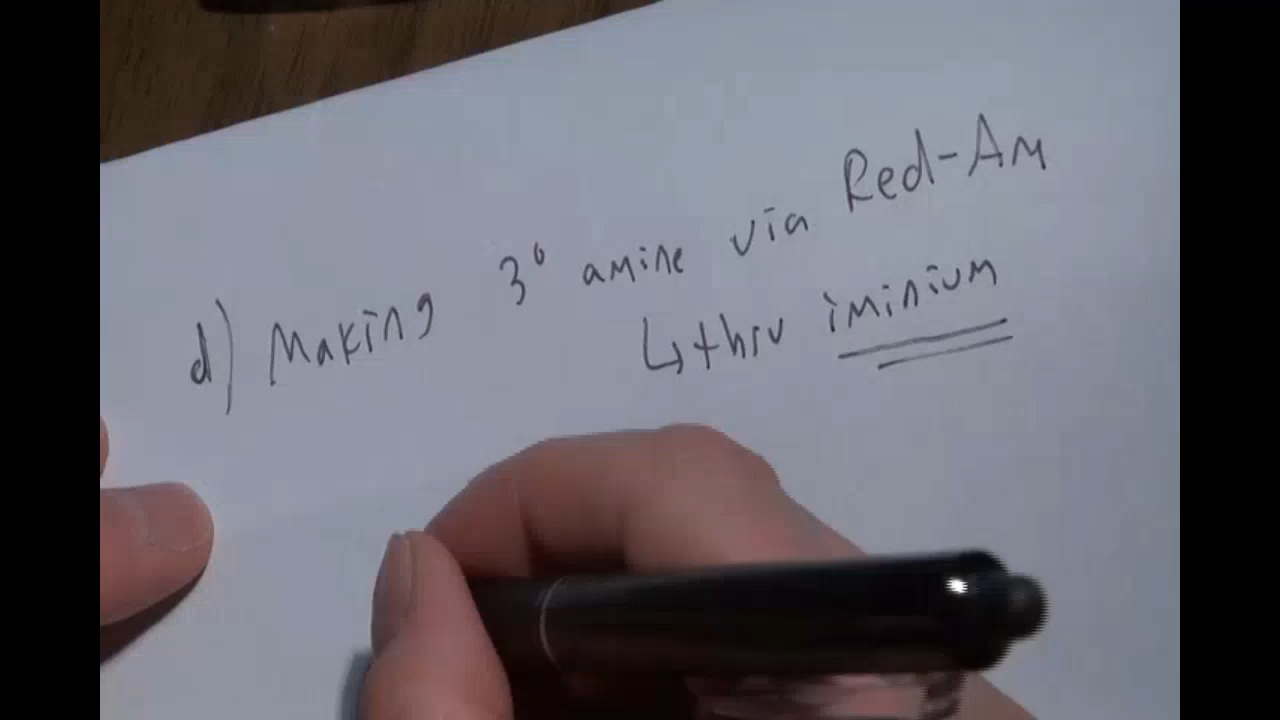 d) Making 3° amine via Red-Am
↳ thru iminium